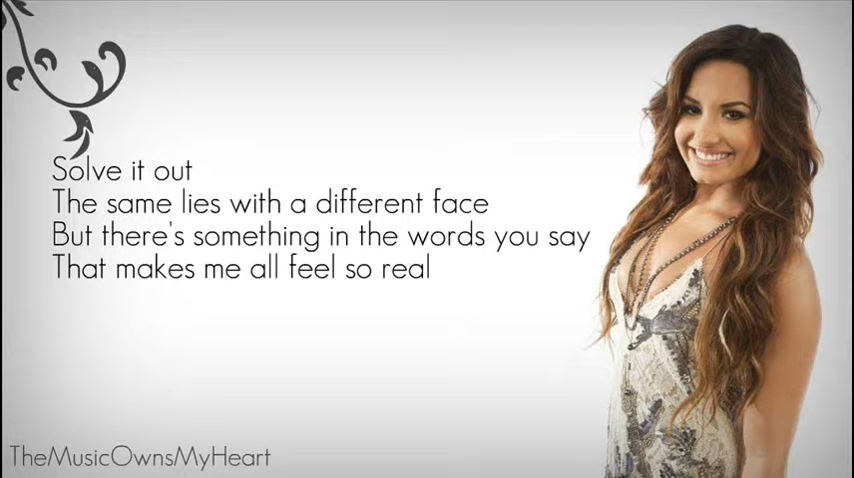 Solve it out
The same lies with a different face
But there's something in the words you say
That makes me all feel so real
TheMusicOwnsMyHeart